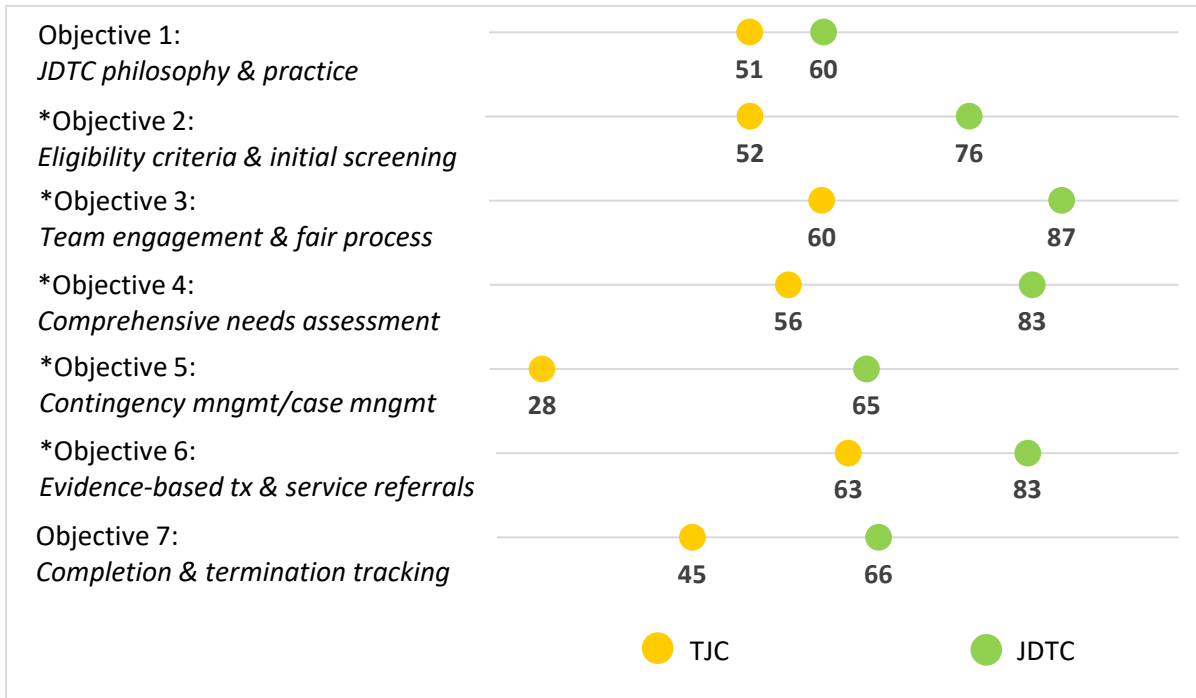 Objective 1:
JDTC philosophy & practice
51 60
*Objective 2:
Eligibility criteria & initial screening
52 76
*Objective 3:
Team engagement & fair process
60 87
*Objective 4:
Comprehensive needs assessment
56 83
*Objective 5:
Contingency mngmt/case mngmt
28 65
*Objective 6:
Evidence-based tx & service referrals
63 83
Objective 7:
Completion & termination tracking
45 66
TJC JDTC